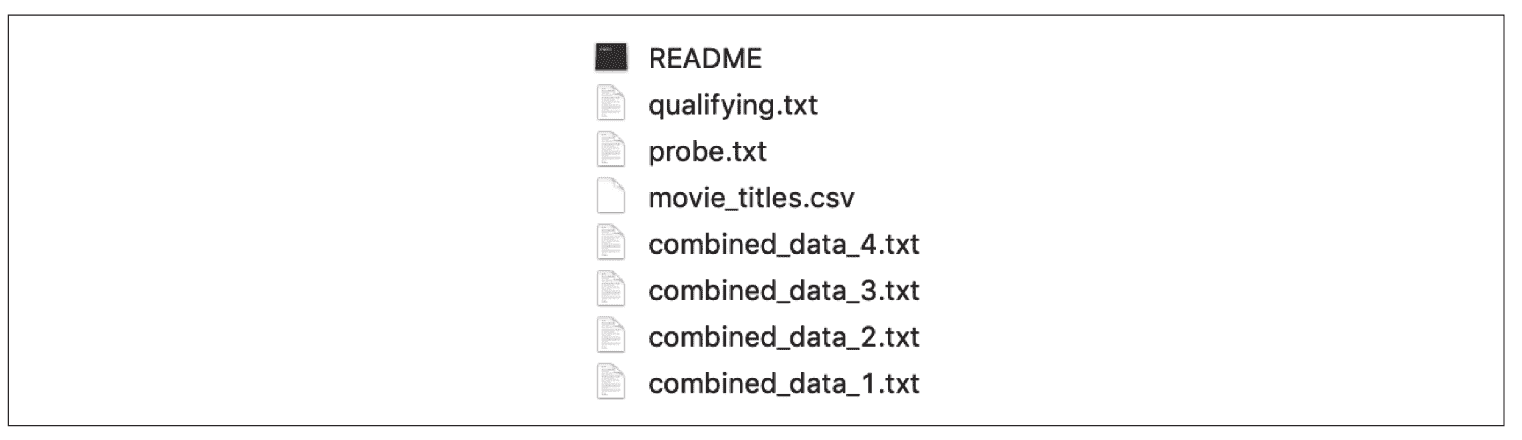 README
qualifying.txt
probe.txt
movie_titles.csv
combined_data_4.txt
combined_data_3.txt
combined_data_2.txt
combined_data_1.txt